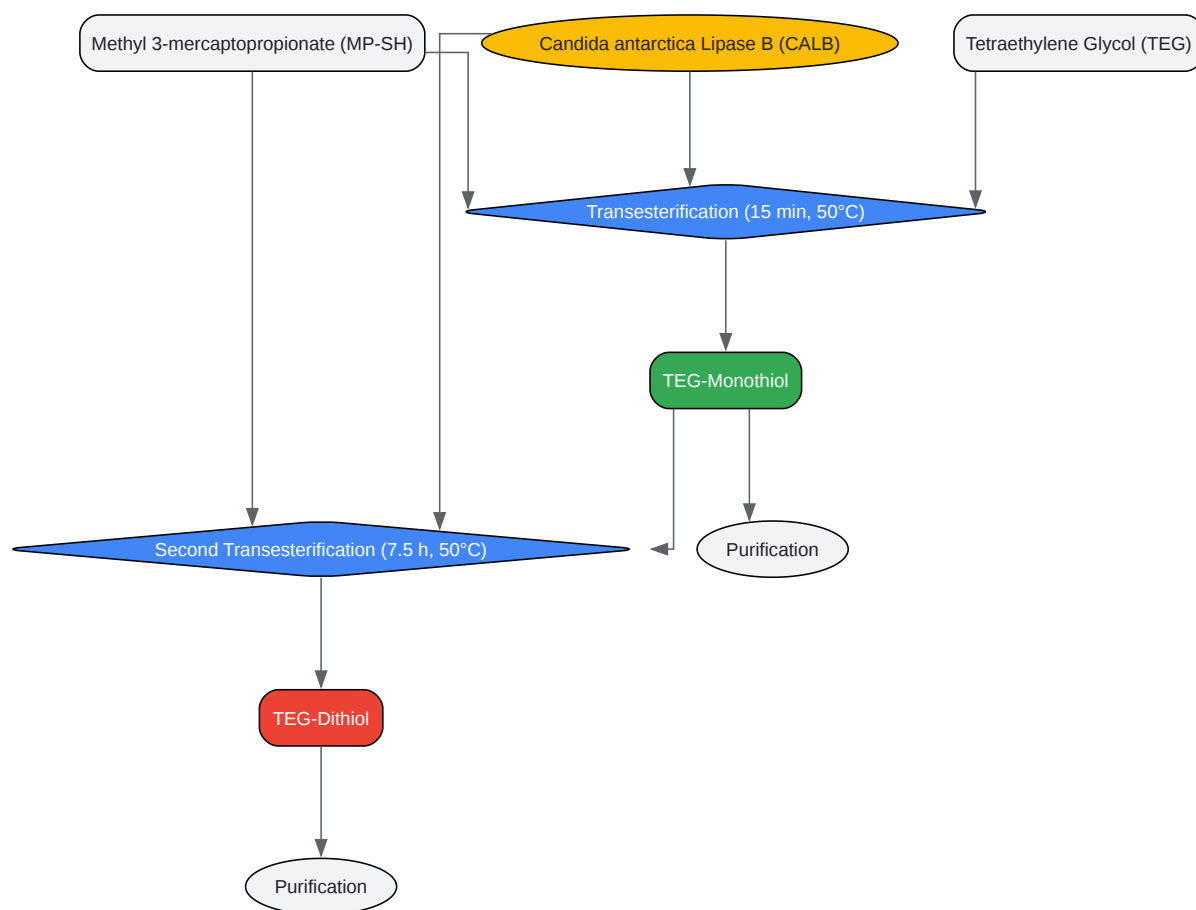 Methyl 3-mercaptopropionate (MP-SH)
Candida antarctica Lipase B (CALB)
Tetraethylene Glycol (TEG)
Transesterification (15 min, 50°C)
TEG-Monothiol
Second Transesterification (7.5 h, 50°C)
Purification
TEG-Dithiol
Purification